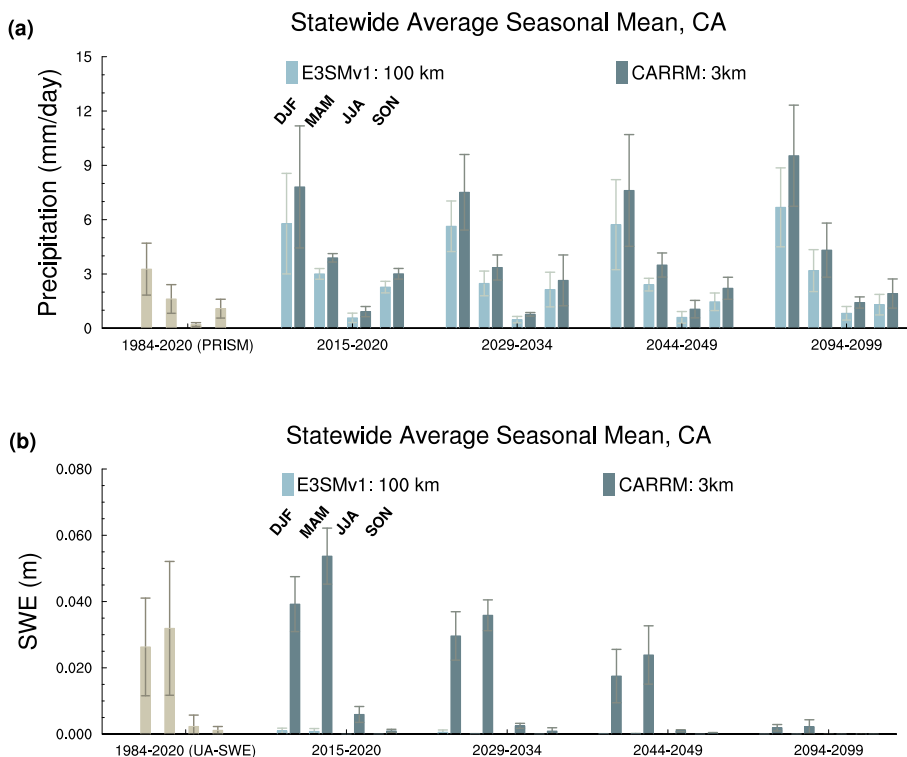 (a)
Statewide Average Seasonal Mean, CA
E3SMv1: 100 km CARRM: 3km
DJF MAM JJA SON
Precipitation (mm/day)
15
12
9
6
3
0
1984-2020 (PRISM) 2015-2020 2029-2034 2044-2049 2094-2099
(b)
Statewide Average Seasonal Mean, CA
E3SMv1: 100 km CARRM: 3km
DJF MAM JJA SON
SWE (m)
0.080
0.060
0.040
0.020
0.000
1984-2020 (UA-SWE) 2015-2020 2029-2034 2044-2049 2094-2099